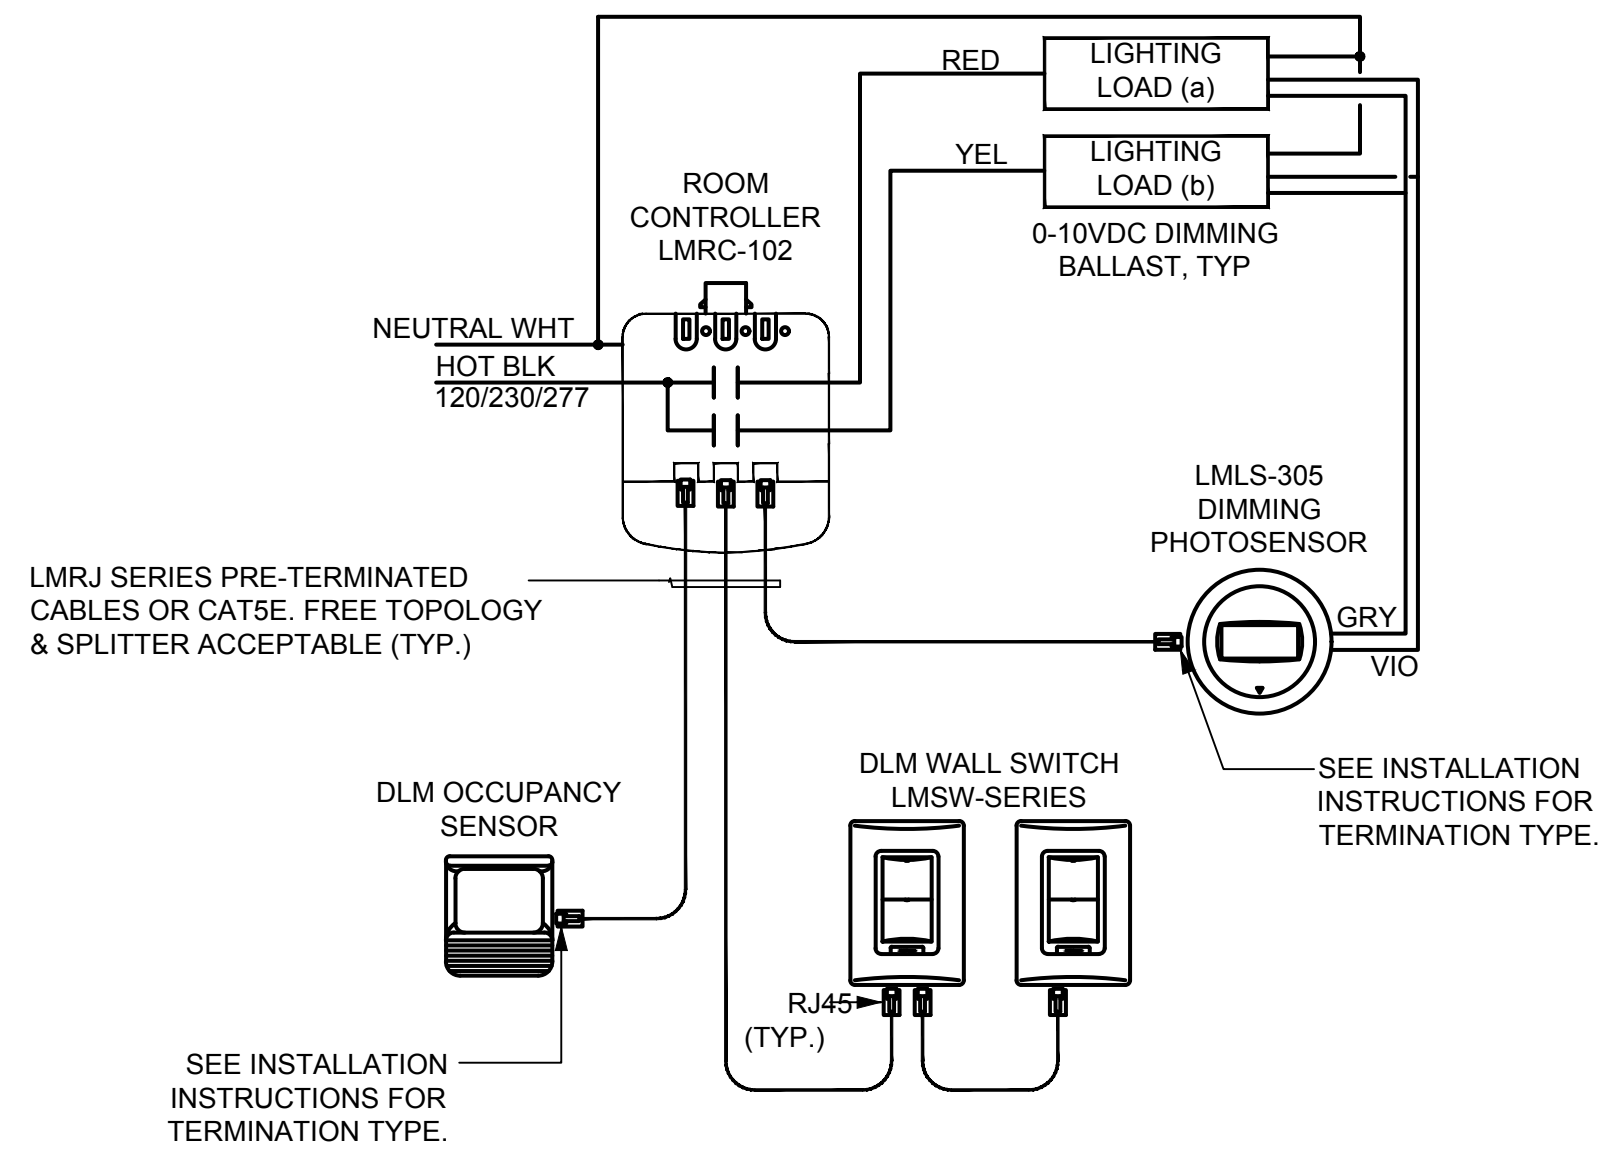 RED
LIGHTING
LOAD (a)
YEL
LIGHTING
LOAD (b)
0-10VDC DIMMING
BALLAST, TYP
ROOM
CONTROLLER
LMRC-102
NEUTRAL WHT
HOT BLK
120/230/277
LMLS-305
DIMMING
PHOTOSENSOR
GRY
VIO
LMRJ SERIES PRE-TERMINATED
CABLES OR CAT5E. FREE TOPOLOGY
& SPLITTER ACCEPTABLE (TYP.)
SEE INSTALLATION
INSTRUCTIONS FOR
TERMINATION TYPE.
DLM OCCUPANCY
SENSOR
DLM WALL SWITCH
LMSW-SERIES
RJ45
(TYP.)
SEE INSTALLATION
INSTRUCTIONS FOR
TERMINATION TYPE.